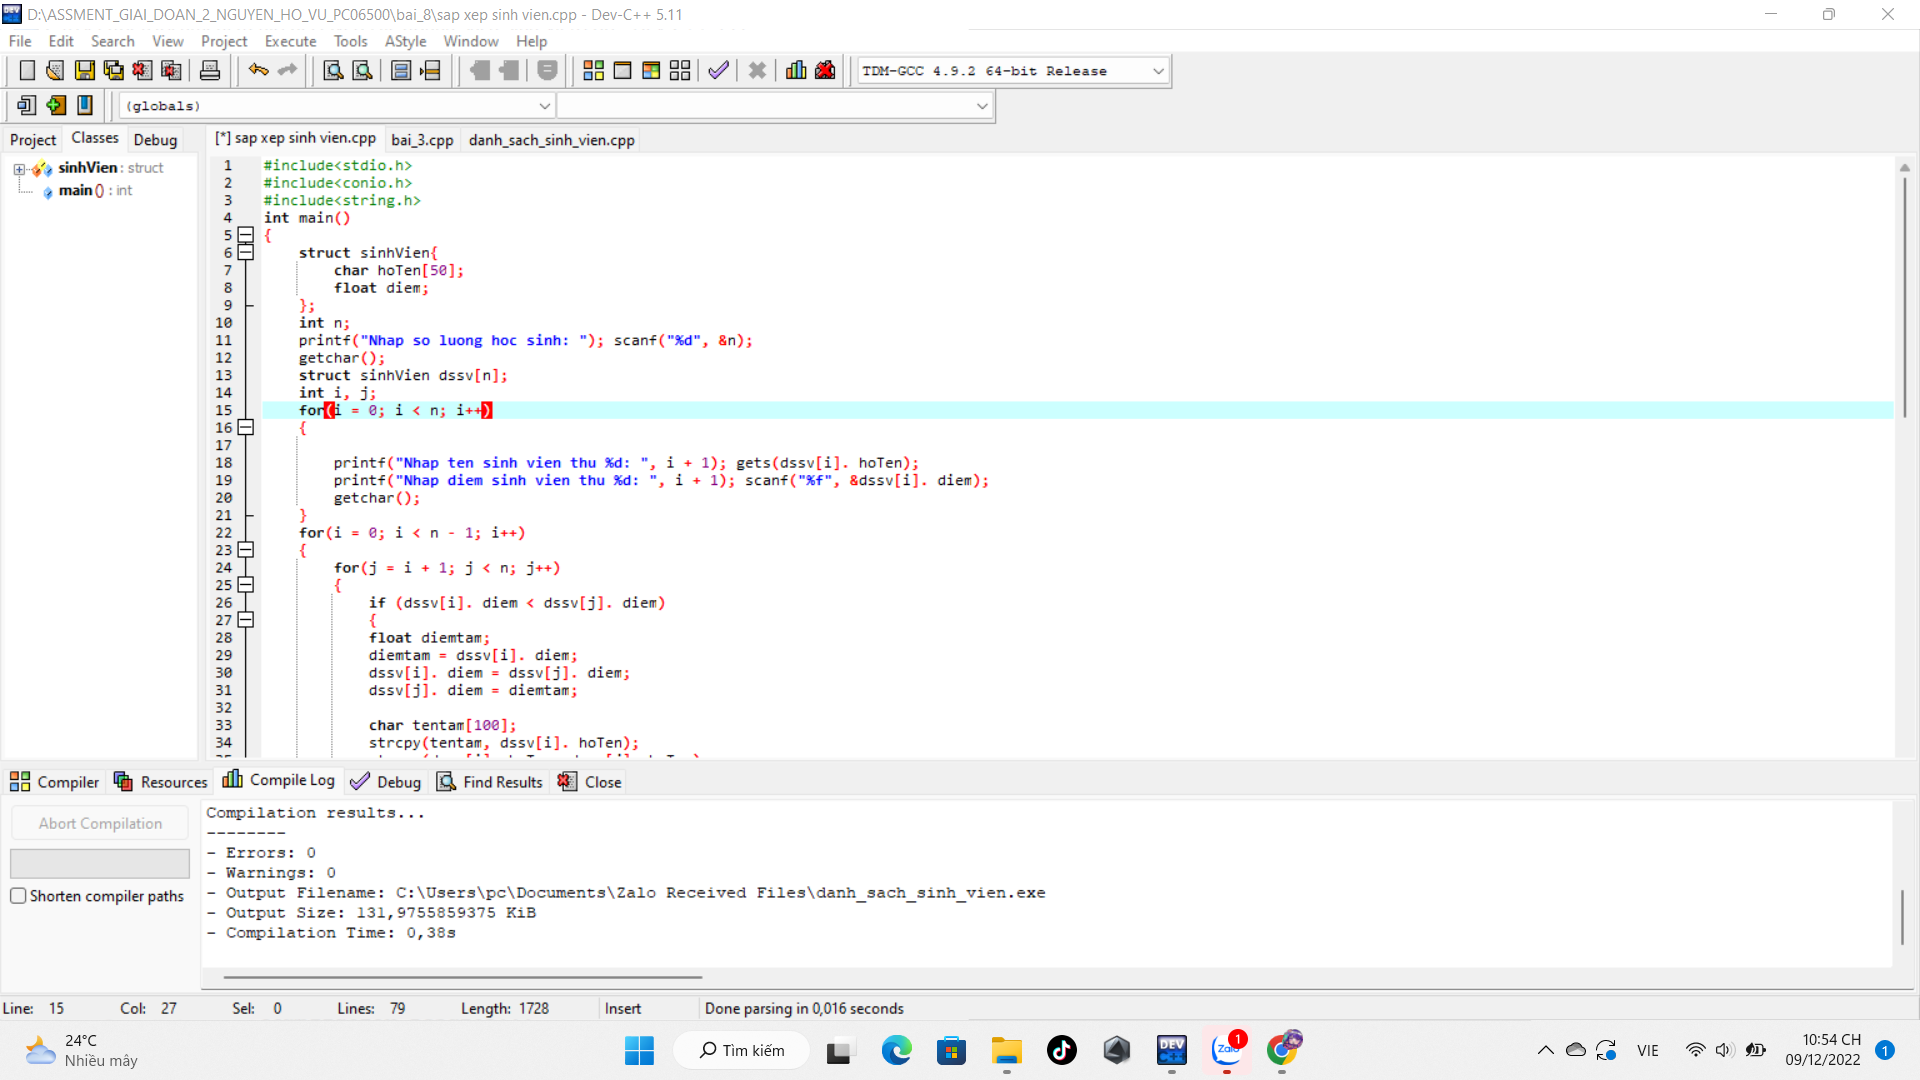 D:\ASSMENT_GIAI_DOAN_2_NGUYEN_HO_VU_PC06500\bai_8\sap xep sinh vien.cpp - Dev-C++ 5.11
File Edit Search View Project Execute Tools AStyle Window Help
TDM-GCC 4.9.2 64-bit Release
(globals)
Project Classes Debug
[*] sap xep sinh vien.cpp bai_3.cpp danh_sach_sinh_vien.cpp
sinhVien : struct
main () : int
1 #include<stdio.h>
2 #include<conio.h>
3 #include<string.h>
4 int main()
5 {
6 struct sinhVien{
7 char hoTen[50];
8 float diem;
9 };
10 int n;
11 printf("Nhap so luong hoc sinh: "); scanf("%d", &n);
12 getchar();
13 struct sinhVien dssv[n];
14 int i, j;
15 for(i = 0; i < n; i++)
16 {
17
18 printf("Nhap ten sinh vien thu %d: ", i + 1); gets(dssv[i]. hoTen);
19 printf("Nhap diem sinh vien thu %d: ", i + 1); scanf("%f", &dssv[i]. diem);
20 getchar();
21 }
22 for(i = 0; i < n - 1; i++)
23 {
24 for(j = i + 1; j < n; j++)
25 {
26 if (dssv[i]. diem < dssv[j]. diem)
27 {
28 float diemtam;
29 diemtam = dssv[i]. diem;
30 dssv[i]. diem = dssv[j]. diem;
31 dssv[j]. diem = diemtam;
32
33 char tentam[100];
34 strcpy(tentam, dssv[i]. hoTen);
Compiler Resources Compile Log Debug Find Results Close
Abort Compilation
Shorten compiler paths
Compilation results...
--------
- Errors: 0
- Warnings: 0
- Output Filename: C:\Users\pc\Documents\Zalo Received Files\danh_sach_sinh_vien.exe
- Output Size: 131,9755859375 KiB
- Compilation Time: 0,38s
Line: 15 Col: 27 Sel: 0 Lines: 79 Length: 1728 Insert Done parsing in 0,016 seconds
24°C
Nhiều mây
Tìm kiếm
DEV
C++
Zalo
1
VIE
10:54 CH
09/12/2022
1